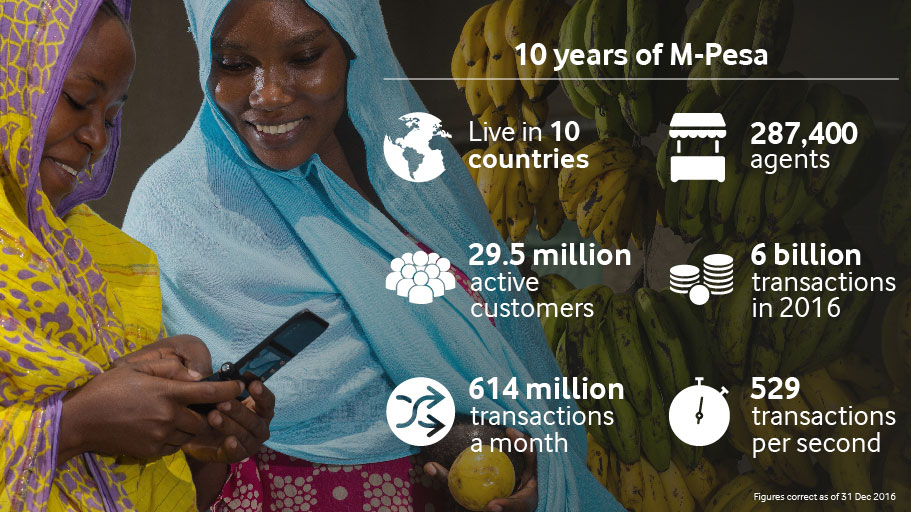 10 years of M-Pesa
Live in 10
countries
287,400
agents
29.5 million
active
customers
6 billion
transactions
in 2016
614 million
transactions
a month
529
transactions
per second
Figures correct as of 31 Dec 2016